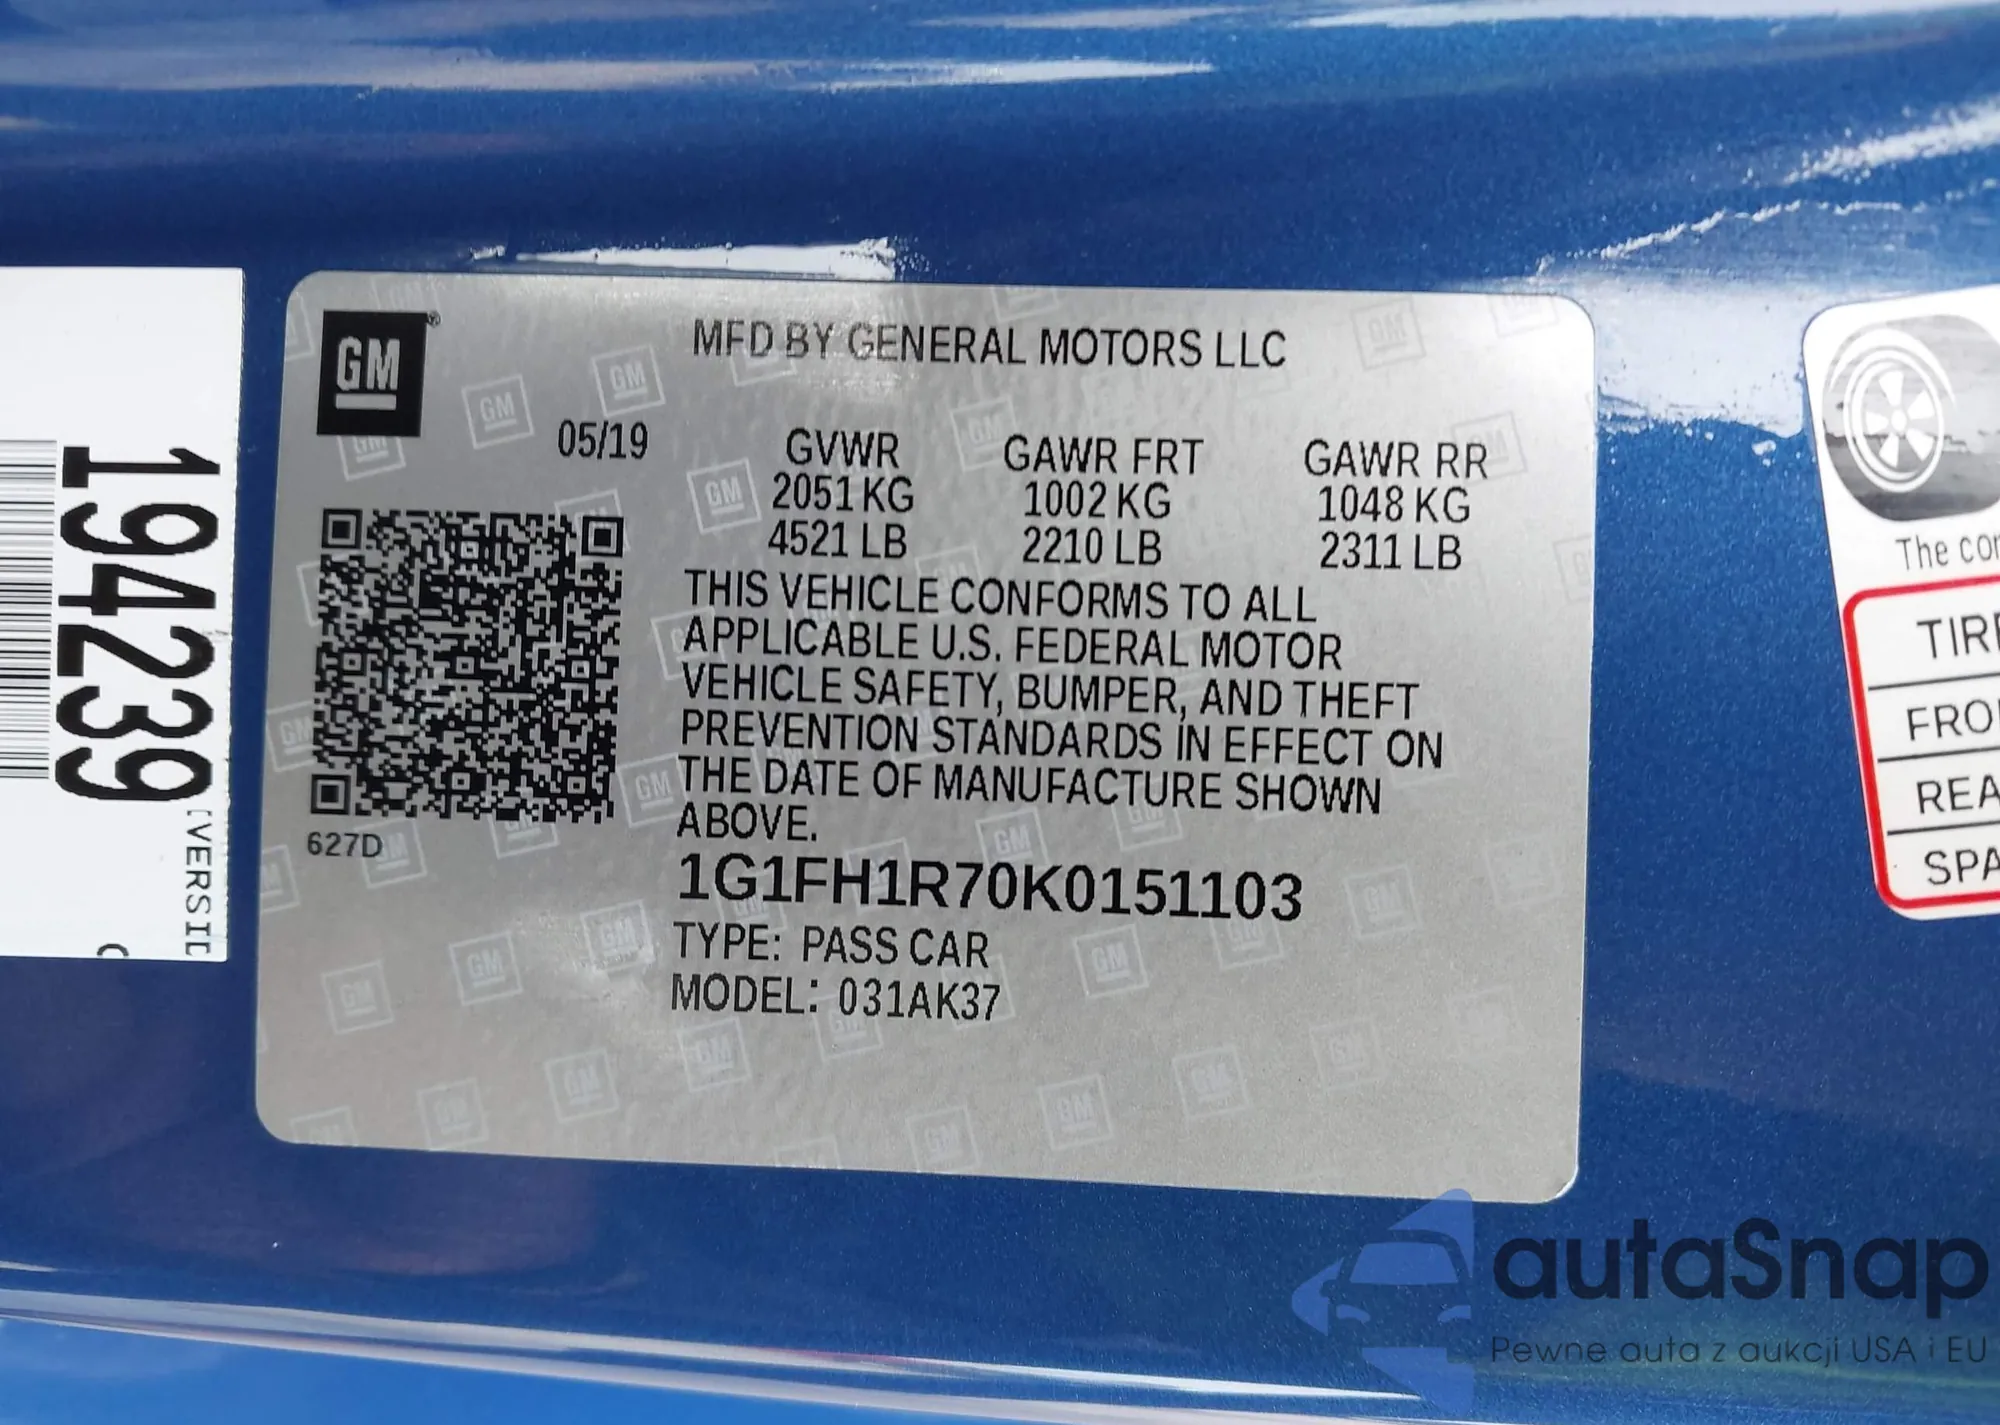 GM
MFD BY GENERAL MOTORS LLC
05/19
GVWR GAWR FRT GAWR RR
2051 KG 1002 KG 1048 KG
4521 LB 2210 LB 2311 LB
THIS VEHICLE CONFORMS TO ALL
APPLICABLE U.S. FEDERAL MOTOR
VEHICLE SAFETY, BUMPER, AND THEFT
PREVENTION STANDARDS IN EFFECT ON
THE DATE OF MANUFACTURE SHOWN
ABOVE.
627D
1G1FH1R70K0151103
TYPE: PASS CAR
MODEL: 031AK37
194239
The
TIRE
FRO
REA
SPA
autaSnap
Pewne auta z aukcji USA i EU